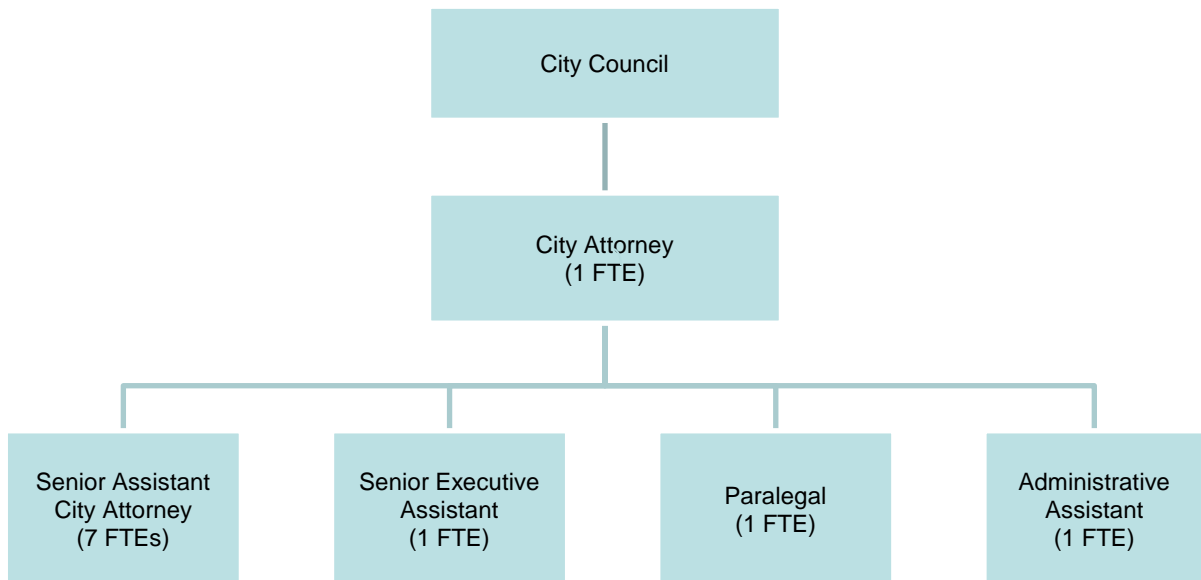 City Council
City Attorney
(1 FTE)
Senior Assistant
City Attorney
(7 FTEs)
Senior Executive
Assistant
(1 FTE)
Paralegal
(1 FTE)
Administrative
Assistant
(1 FTE)